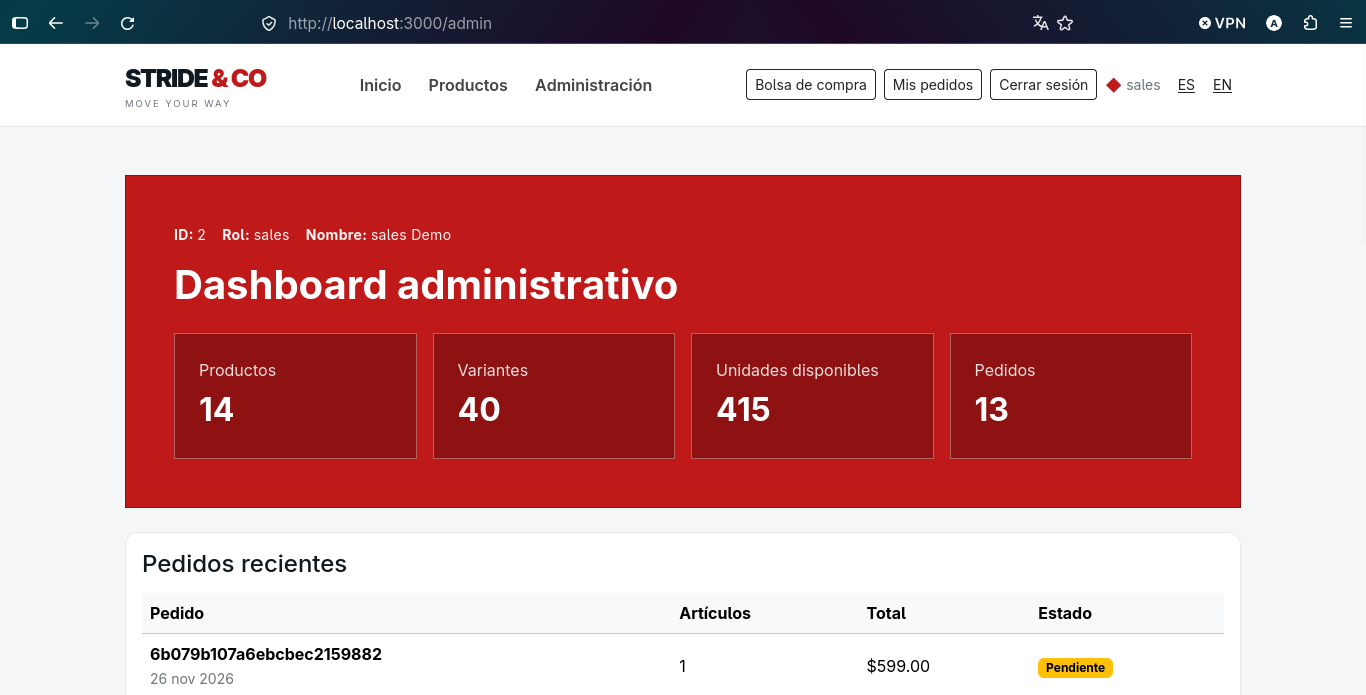 http://localhost:3000/admin
VPN
A
STRIDE & CO
MOVE YOUR WAY
Inicio
Productos
Administración
Bolsa de compra
Mis pedidos
Cerrar sesión
sales
ES
EN
ID: 2 Rol: sales Nombre: sales Demo
Dashboard administrativo
Productos
14
Variantes
40
Unidades disponibles
415
Pedidos
13
Pedidos recientes
Pedido Artículos Total Estado
6b079b107a6ebcbec2159882
26 nov 2026
1
$599.00
Pendiente